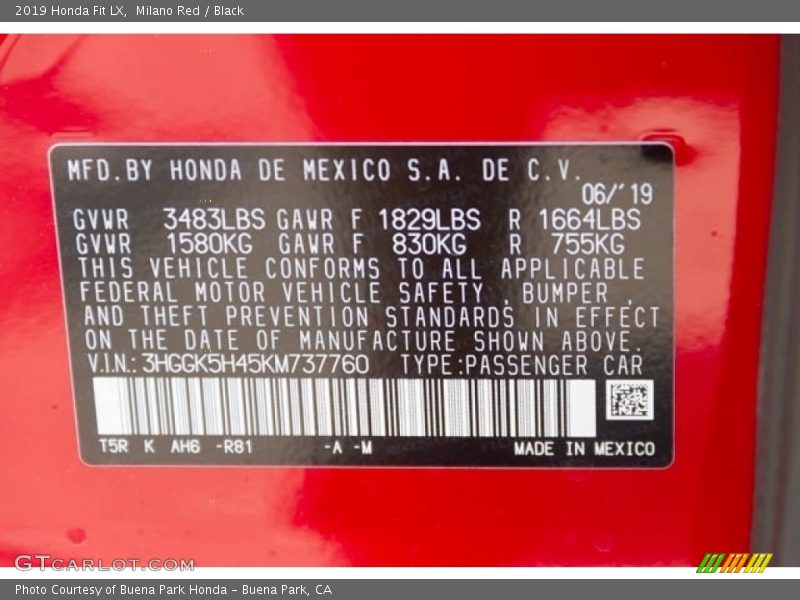 2019 Honda Fit LX, Milano Red / Black
MFD.BY HONDA DE MEXICO S.A. DE C.V.
06/'19
GVWR 3483LBS GAWR F 1829LBS R 1664LBS
GVWR 1580KG GAWR F 830KG R 755KG
THIS VEHICLE CONFORMS TO ALL APPLICABLE
FEDERAL MOTOR VEHICLE SAFETY , BUMPER ,
AND THEFT PREVENTION STANDARDS IN EFFECT
ON THE DATE OF MANUFACTURE SHOWN ABOVE.
V.I.N.: 3HGGK5H45KM737760 TYPE:PASSENGER CAR
T5R K AH6 -R81 -A -M MADE IN MEXICO
GTCARLOT.COM
Photo Courtesy of Buena Park Honda - Buena Park, CA